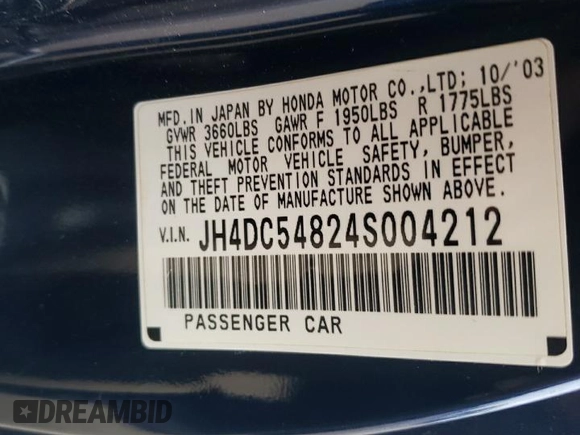 MFD.IN JAPAN BY HONDA MOTOR CO.,LTD; 10/'03
GVWR 3660LBS GAWR F 1950LBS R 1775LBS
THIS VEHICLE CONFORMS TO ALL APPLICABLE
FEDERAL MOTOR VEHICLE SAFETY, BUMPER,
AND THEFT PREVENTION STANDARDS IN EFFECT
ON THE DATE OF MANUFACTURE SHOWN ABOVE.
V.I.N. JH4DC54824S004212
PASSENGER CAR
DREAMBID